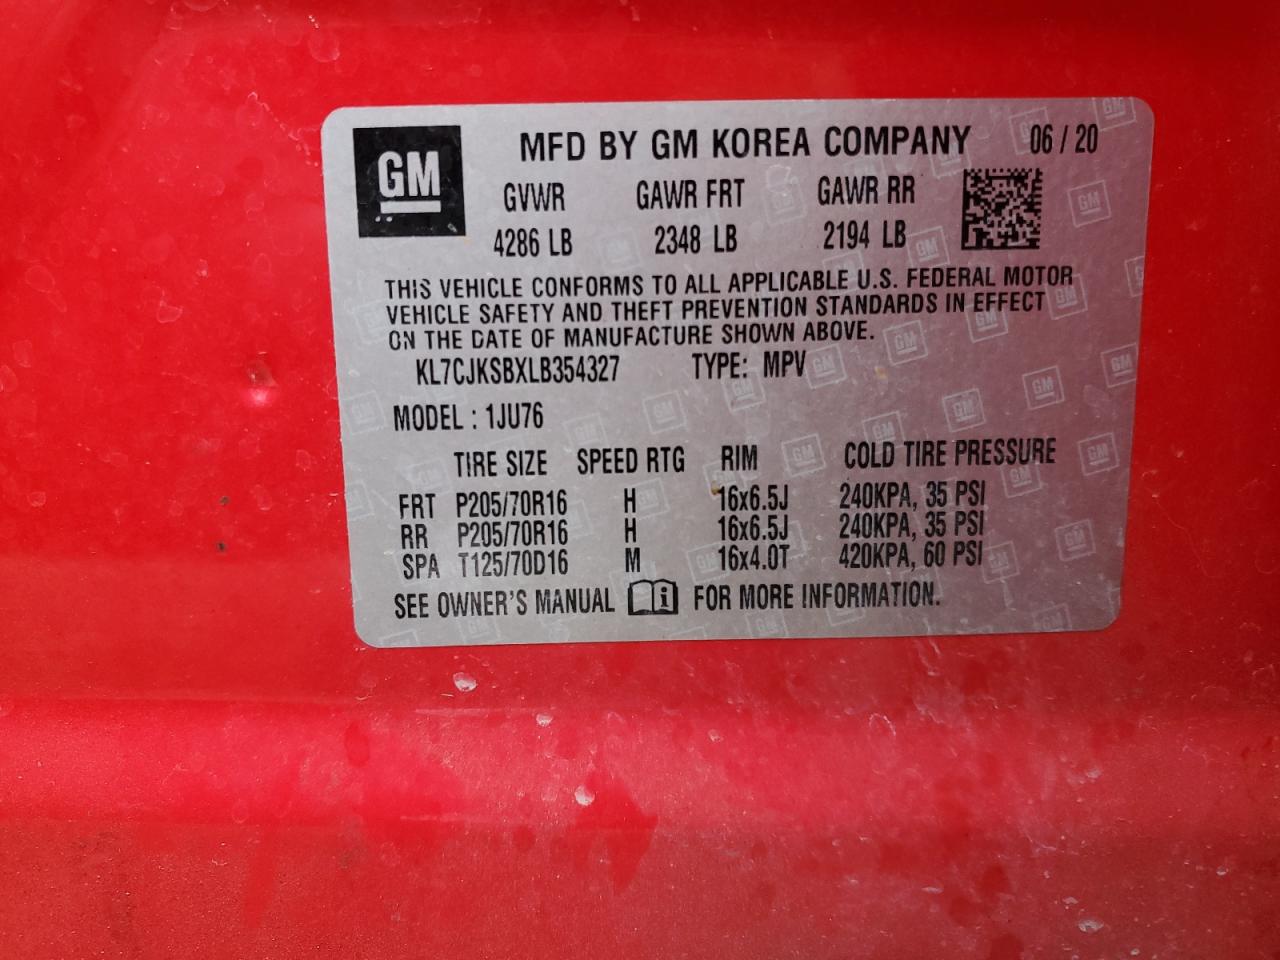 GM
MFD BY GM KOREA COMPANY 06 / 20
GVWR GAWR FRT GAWR RR
4286 LB 2348 LB 2194 LB
THIS VEHICLE CONFORMS TO ALL APPLICABLE U.S. FEDERAL MOTOR
VEHICLE SAFETY AND THEFT PREVENTION STANDARDS IN EFFECT
ON THE DATE OF MANUFACTURE SHOWN ABOVE.
KL7CJKSBXLB354327 TYPE: MPV
MODEL : 1JU76
TIRE SIZE SPEED RTG RIM COLD TIRE PRESSURE
FRT P205/70R16 H 16x6.5J 240KPA, 35 PSI
RR P205/70R16 H 16x6.5J 240KPA, 35 PSI
SPA T125/70D16 M 16x4.0T 420KPA, 60 PSI
SEE OWNER'S MANUAL i FOR MORE INFORMATION.